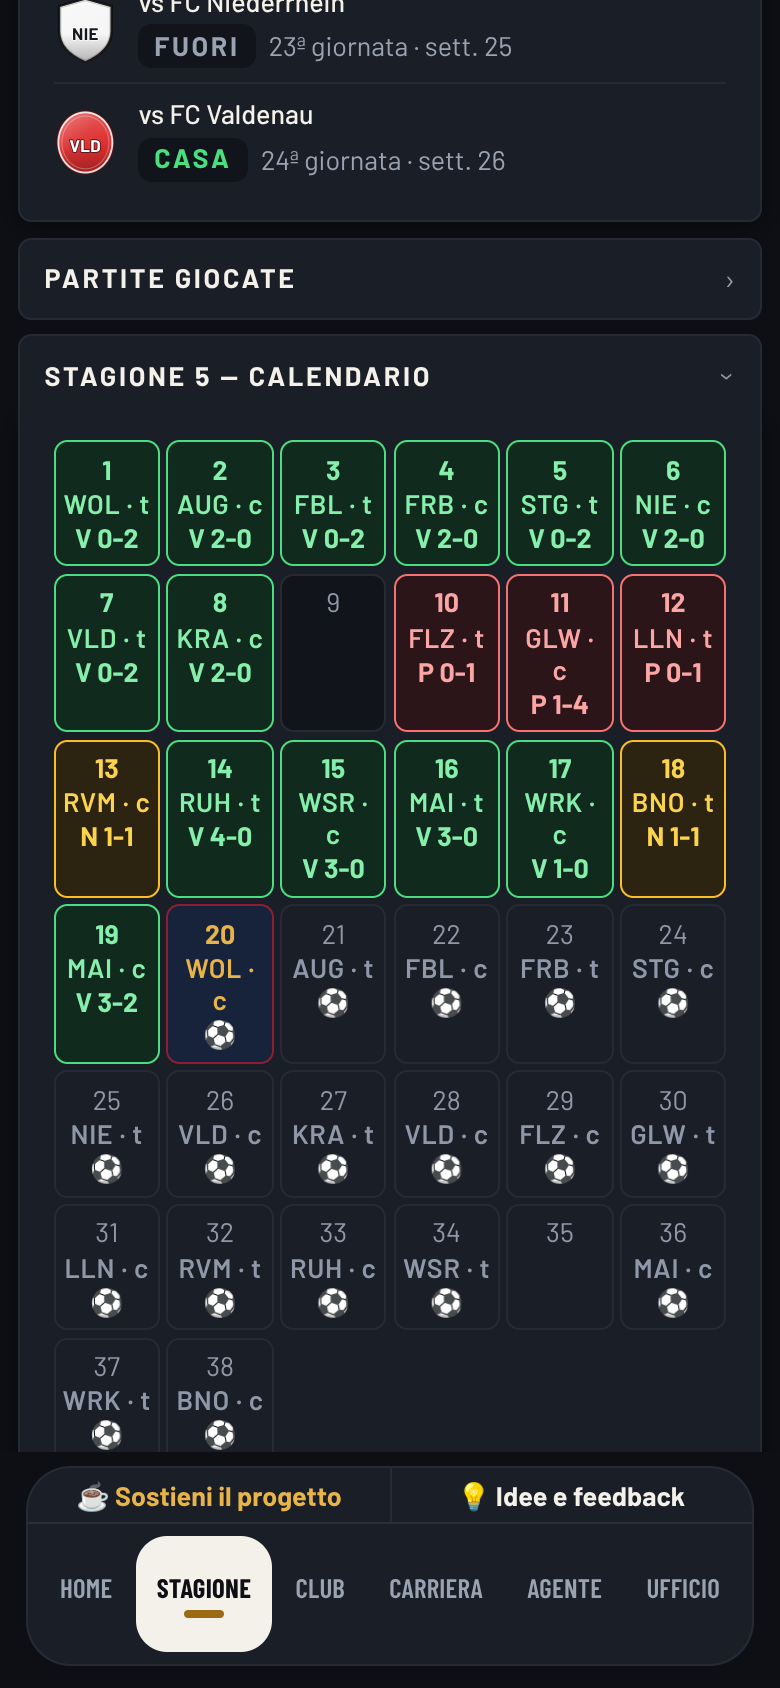 vs FC Niederrhein
NIE
FUORI 23ª giornata · sett. 25
vs FC Valdenau
VLD
CASA 24ª giornata · sett. 26
PARTITE GIOCATE ›
STAGIONE 5 — CALENDARIO
1
WOL · t
V 0-2
2
AUG · c
V 2-0
3
FBL · t
V 0-2
4
FRB · c
V 2-0
5
STG · t
V 0-2
6
NIE · c
V 2-0
7
VLD · t
V 0-2
8
KRA · c
V 2-0
9
10
FLZ · t
P 0-1
11
GLW ·
c
P 1-4
12
LLN · t
P 0-1
13
RVM · c
N 1-1
14
RUH · t
V 4-0
15
WSR ·
c
V 3-0
16
MAI · t
V 3-0
17
WRK ·
c
V 1-0
18
BNO · t
N 1-1
19
MAI · c
V 3-2
20
WOL ·
c
21
AUG · t
22
FBL · c
23
FRB · t
24
STG · c
25
NIE · t
26
VLD · c
27
KRA · t
28
VLD · c
29
FLZ · c
30
GLW · t
31
LLN · c
32
RVM · t
33
RUH · c
34
WSR · t
35
36
MAI · c
37
WRK · t
38
BNO · c
☕ Sostieni il progetto
💡 Idee e feedback
HOME STAGIONE CLUB CARRIERA AGENTE UFFICIO